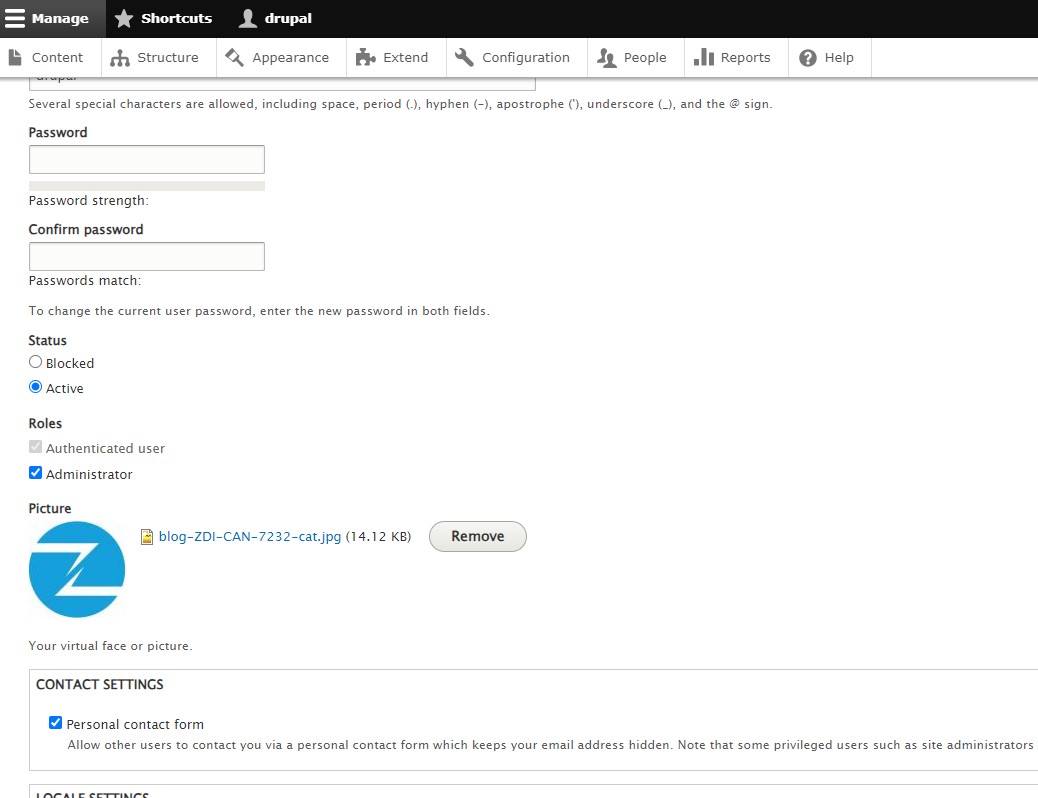 Manage Shortcuts drupal
Content Structure Appearance Extend Configuration People Reports Help
drupal
Several special characters are allowed, including space, period (.), hyphen (-), apostrophe ('), underscore (_), and the @ sign.
Password
Password strength:
Confirm password
Passwords match:
To change the current user password, enter the new password in both fields.
Status
Blocked
Active
Roles
Authenticated user
Administrator
Picture
blog-ZDI-CAN-7232-cat.jpg (14.12 KB) Remove
Your virtual face or picture.
CONTACT SETTINGS
Personal contact form
Allow other users to contact you via a personal contact form which keeps your email address hidden. Note that some privileged users such as site administrators
LOCALE SETTINGS